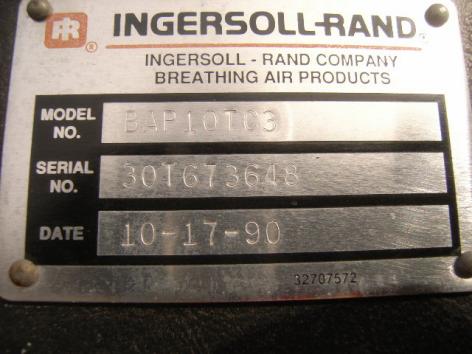 IR ® INGERSOLL-RAND®
INGERSOLL - RAND COMPANY
BREATHING AIR PRODUCTS
MODEL NO. BAP10TC3
SERIAL NO. 30T673648
DATE 10-17-90
32707572